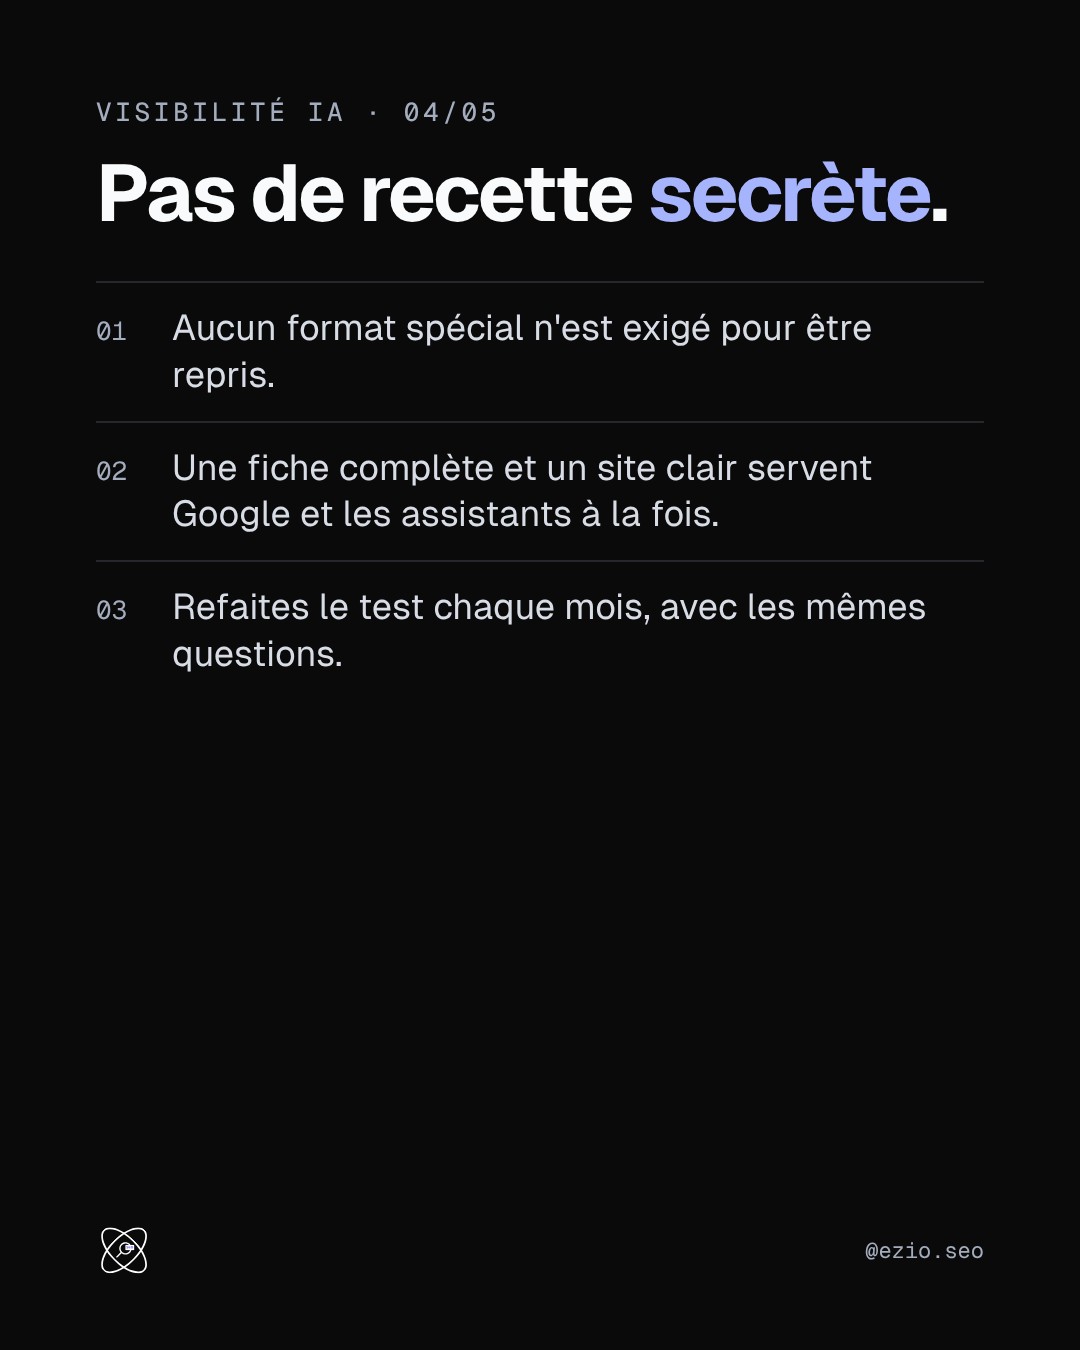 VISIBILITÉ IA · 04/05
Pas de recette secrète.
01 Aucun format spécial n'est exigé pour être
repris.
02 Une fiche complète et un site clair servent
Google et les assistants à la fois.
03 Refaites le test chaque mois, avec les mêmes
questions.
@ezio.seo